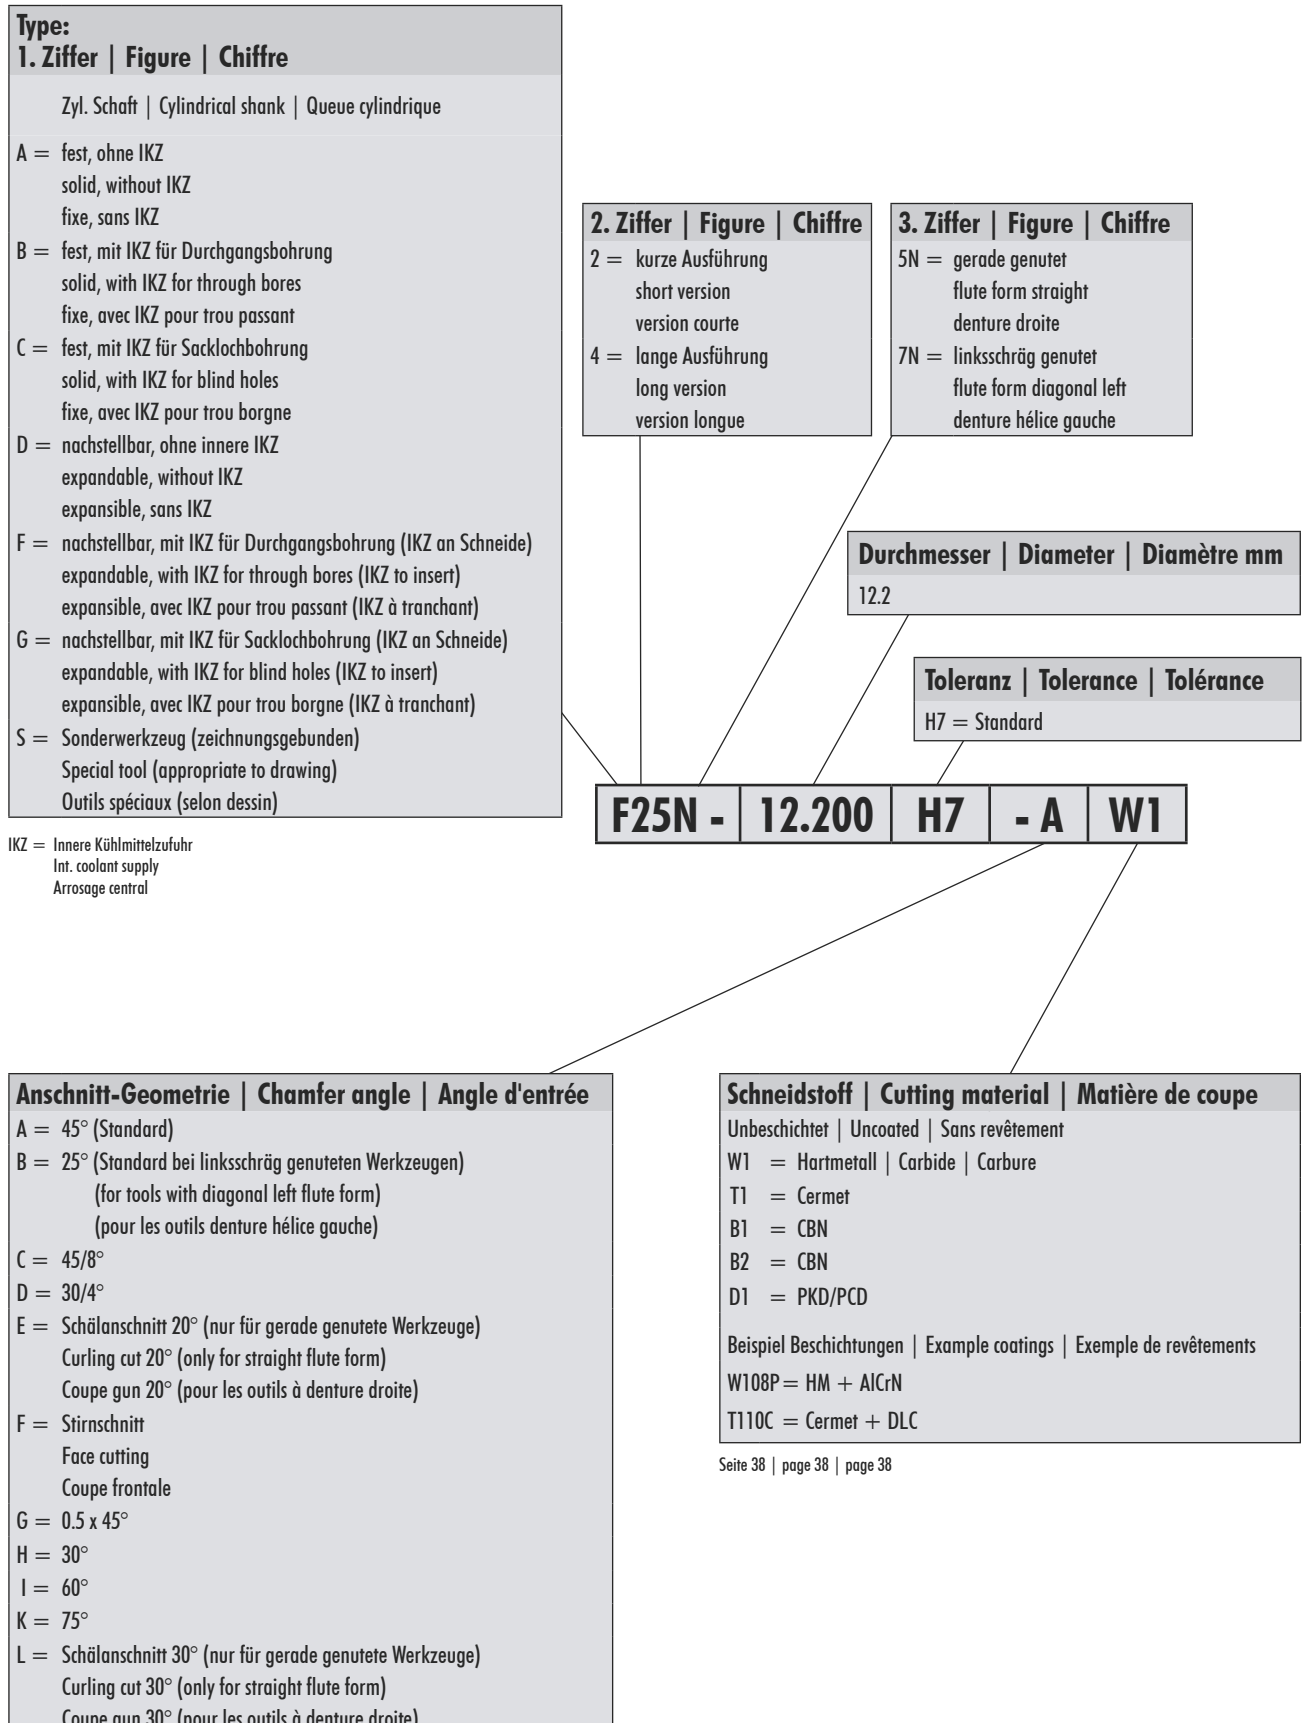 Type:
1. Ziffer | Figure | Chiffre
Zyl. Schaft | Cylindrical shank | Queue cylindrique
A = fest, ohne IKZ
solid, without IKZ
fixe, sans IKZ
B = fest, mit IKZ für Durchgangsbohrung
solid, with IKZ for through bores
fixe, avec IKZ pour trou passant
C = fest, mit IKZ für Sacklochbohrung
solid, with IKZ for blind holes
fixe, avec IKZ pour trou borgne
D = nachstellbar, ohne innere IKZ
expandable, without IKZ
expansible, sans IKZ
F = nachstellbar, mit IKZ für Durchgangsbohrung (IKZ an Schneide)
expandable, with IKZ for through bores (IKZ to insert)
expansible, avec IKZ pour trou passant (IKZ à tranchant)
G = nachstellbar, mit IKZ für Sacklochbohrung (IKZ an Schneide)
expandable, with IKZ for blind holes (IKZ to insert)
expansible, avec IKZ pour trou borgne (IKZ à tranchant)
S = Sonderwerkzeug (zeichnungsgebunden)
Special tool (appropriate to drawing)
Outils spéciaux (selon dessin)
IKZ = Innere Kühlmittelzufuhr
Int. coolant supply
Arrosage central
2. Ziffer | Figure | Chiffre
2 = kurze Ausführung
short version
version courte
4 = lange Ausführung
long version
version longue
3. Ziffer | Figure | Chiffre
5N = gerade genutet
flute form straight
denture droite
7N = linksschräg genutet
flute form diagonal left
denture hélice gauche
Durchmesser | Diameter | Diamètre mm
12.2
Toleranz | Tolerance | Tolérance
H7 = Standard
F25N - 12.200 H7 - A W1
Anschnitt-Geometrie | Chamfer angle | Angle d'entrée
A = 45° (Standard)
B = 25° (Standard bei linksschräg genuteten Werkzeugen)
(for tools with diagonal left flute form)
(pour les outils denture hélice gauche)
C = 45/8°
D = 30/4°
E = Schälanschnitt 20° (nur für gerade genutete Werkzeuge)
Curling cut 20° (only for straight flute form)
Coupe gun 20° (pour les outils à denture droite)
F = Stirnschnitt
Face cutting
Coupe frontale
G = 0.5 x 45°
H = 30°
I = 60°
K = 75°
L = Schälanschnitt 30° (nur für gerade genutete Werkzeuge)
Curling cut 30° (only for straight flute form)
Coupe gun 30° (pour les outils à denture droite)
Schneidstoff | Cutting material | Matière de coupe
Unbeschichtet | Uncoated | Sans revêtement
W1 = Hartmetall | Carbide | Carbure
T1 = Cermet
B1 = CBN
B2 = CBN
D1 = PKD/PCD
Beispiel Beschichtungen | Example coatings | Exemple de revêtements
W108P = HM + AlCrN
T110C = Cermet + DLC
Seite 38 | page 38 | page 38